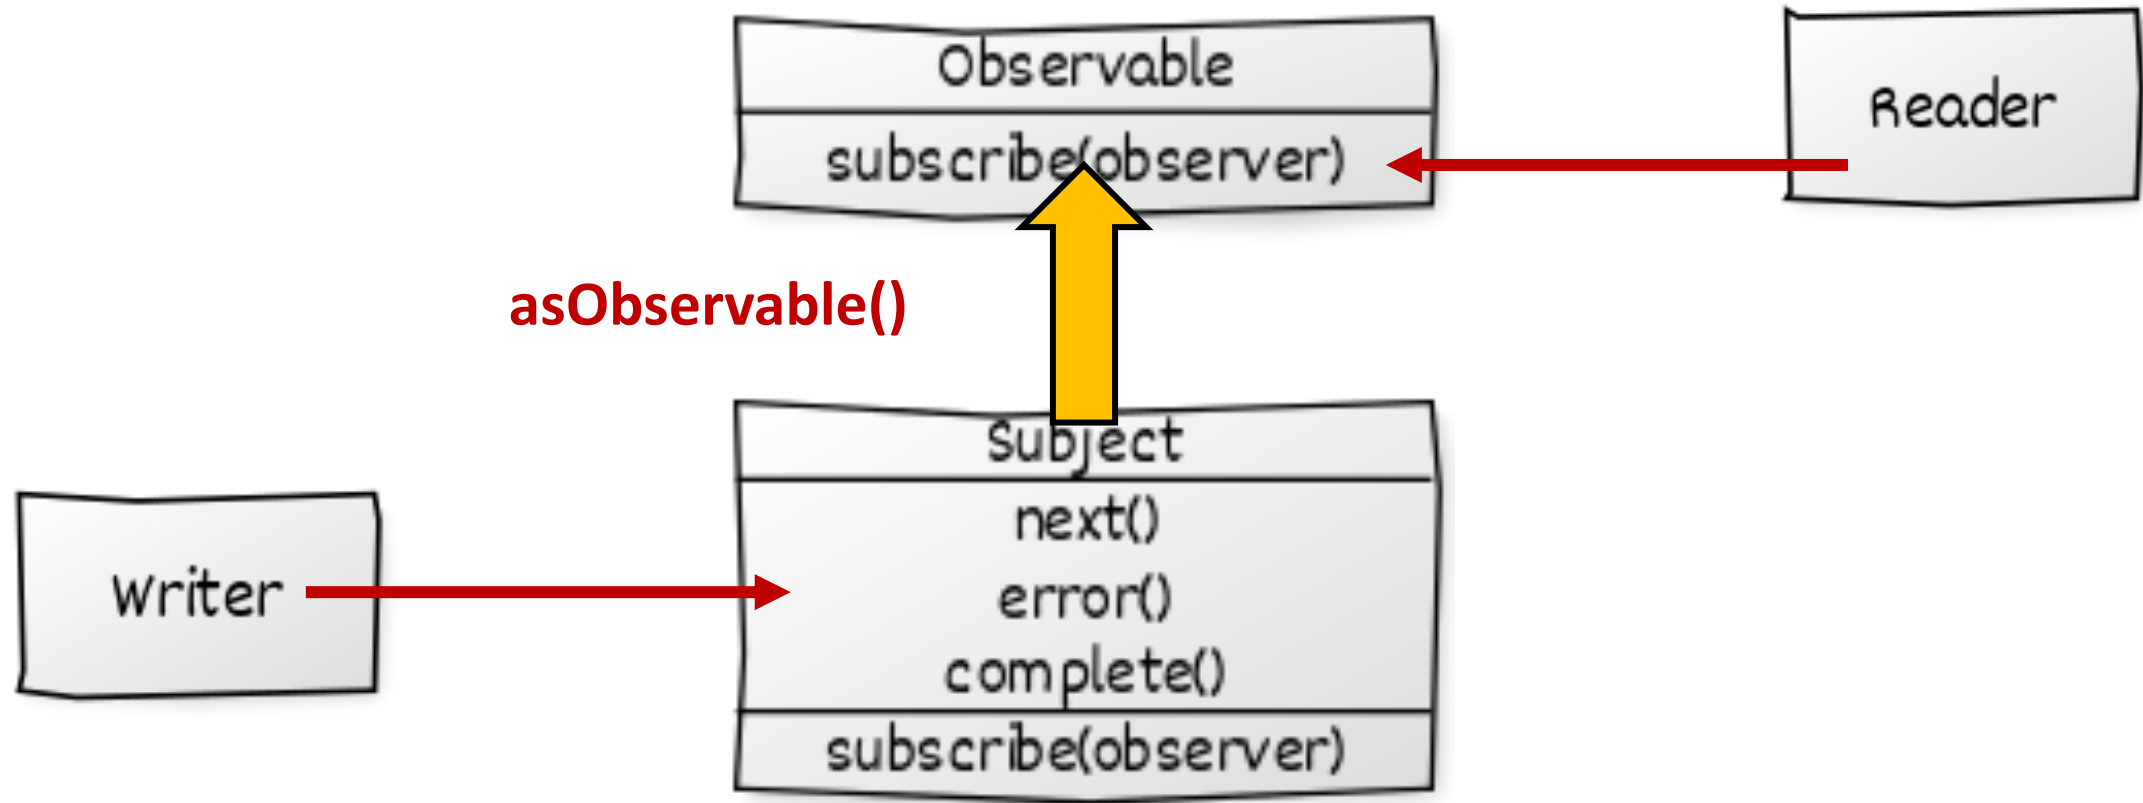 Observable
subscribe(observer)
Reader
asObservable()
Subject
next()
error()
complete()
subscribe(observer)
Writer